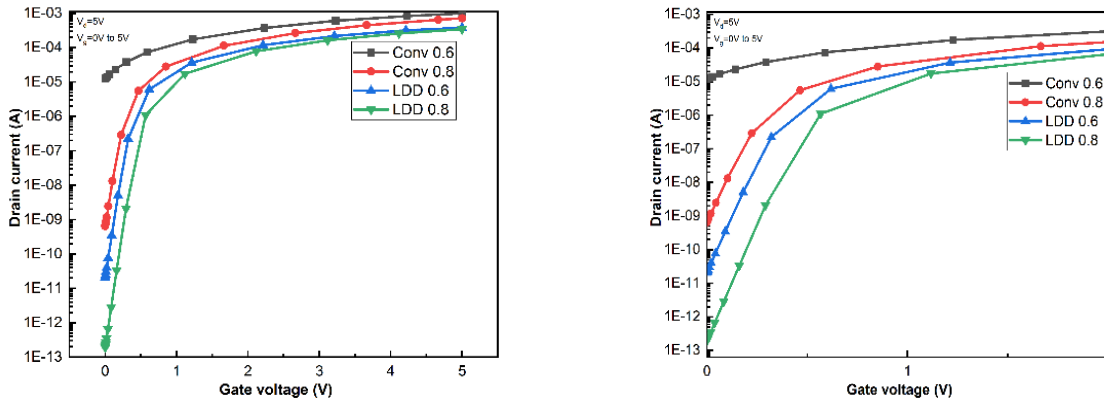 V_d=5V
V_g=0V to 5V
1E-03
1E-04
1E-05
1E-06
1E-07
1E-08
1E-09
1E-10
1E-11
1E-12
1E-13
Drain current (A)
Conv 0.6
Conv 0.8
LDD 0.6
LDD 0.8
0 1 2 3 4 5
Gate voltage (V)
V_d=5V
V_g=0V to 5V
1E-03
1E-04
1E-05
1E-06
1E-07
1E-08
1E-09
1E-10
1E-11
1E-12
1E-13
Drain current (A)
Conv 0.6
Conv 0.8
LDD 0.6
LDD 0.8
0 1
Gate voltage (V)